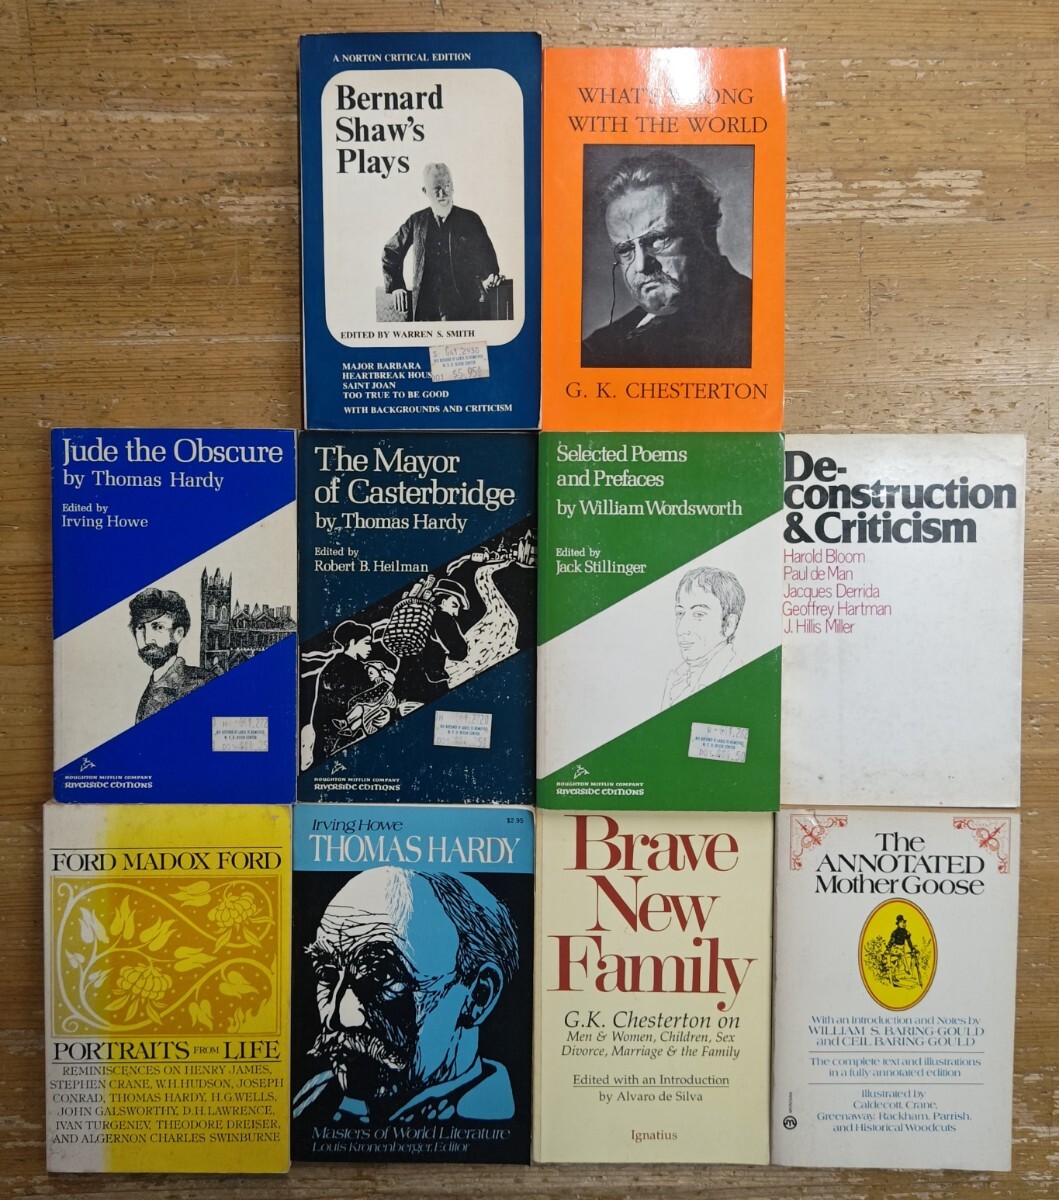 A NORTON CRITICAL EDITION
Bernard
Shaw's
Plays
EDITED BY WARREN S. SMITH
MAJOR BARBARA
HEARTBREAK HOUS
SAINT JOAN
TOO TRUE TO BE GOOD
WITH BACKGROUNDS AND CRITICISM
$5.95
WHAT'S WRONG
WITH THE WORLD
G. K. CHESTERTON
Jude the Obscure
by Thomas Hardy
Edited by
Irving Howe
HOUGHTON MIFFLIN COMPANY
RIVERSIDE EDITIONS
The Mayor
of Casterbridge
by Thomas Hardy
Edited by
Robert B. Heilman
HOUGHTON MIFFLIN COMPANY
RIVERSIDE EDITIONS
Selected Poems
and Prefaces
by William Wordsworth
Edited by
Jack Stillinger
HOUGHTON MIFFLIN COMPANY
RIVERSIDE EDITIONS
De-
construction
& Criticism
Harold Bloom
Paul de Man
Jacques Derrida
Geoffrey Hartman
J. Hillis Miller
FORD MADOX FORD
PORTRAITS FROM LIFE
REMINISCENCES ON HENRY JAMES,
STEPHEN CRANE, W.H. HUDSON, JOSEPH
CONRAD, THOMAS HARDY, H.G. WELLS,
JOHN GALSWORTHY, D.H. LAWRENCE,
IVAN TURGENEV, THEODORE DREISER,
AND ALGERNON CHARLES SWINBURNE
$2.95
Irving Howe
THOMAS HARDY
Masters of World Literature
Louis Kronenberger, Editor
Brave
New
Family
G.K. Chesterton on
Men & Women, Children, Sex
Divorce, Marriage & the Family
Edited with an Introduction
by Alvaro de Silva
Ignatius
The
ANNOTATED
Mother Goose
With an Introduction and Notes by
WILLIAM S. BARING-GOULD
and CEIL BARING-GOULD
The complete text and illustrations
in a fully annotated edition
Illustrated by
Caldecott, Crane,
Greenaway, Rackham, Parrish,
and Historical Woodcuts
MERIDIAN